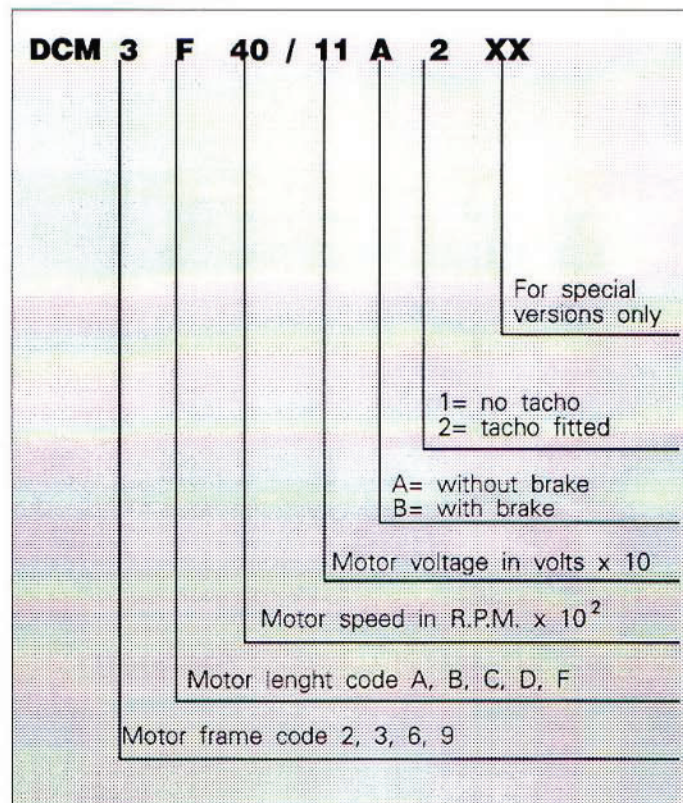 DCM 3 F 40 / 11 A 2 XX
For special
versions only
1= no tacho
2= tacho fitted
A= without brake
B= with brake
Motor voltage in volts x 10
Motor speed in R.P.M. x 10²
Motor lenght code A, B, C, D, F
Motor frame code 2, 3, 6, 9